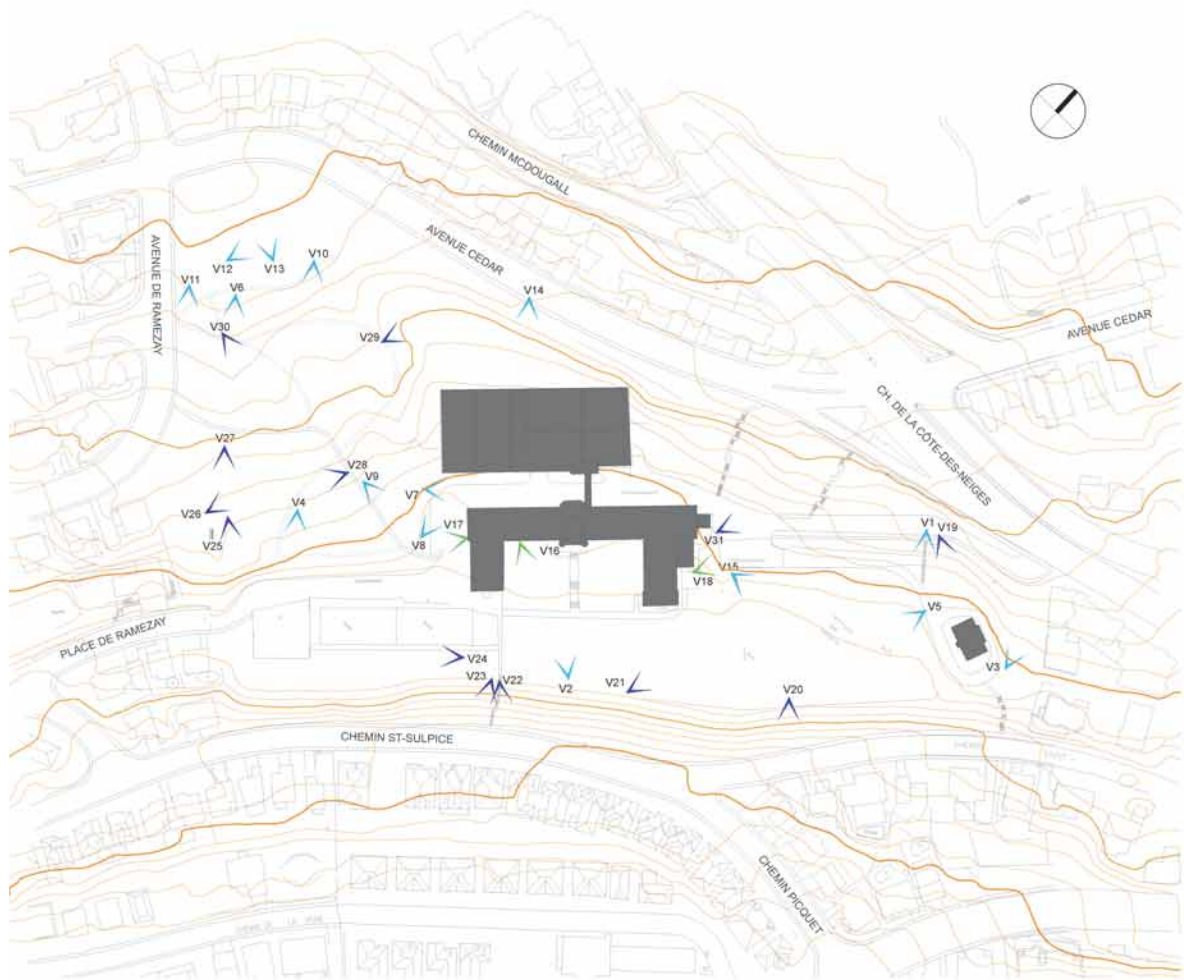 CHEMIN MCDOUGALL
AVENUE CEDAR
AVENUE DE RAMEZAY
V10
V12
V13
V11
V6
V14
V30
V29
AVENUE CEDAR
CH. DE LA CÔTE-DES-NEIGES
V27
V28
V9
V7
V26
V4
V25
V8
V17
V16
V31
V1
V19
V18
V15
V5
V3
PLACE DE RAMEZAY
V24
V23
V22
V2
V21
V20
CHEMIN ST-SULPICE
CHEMIN PICQUET